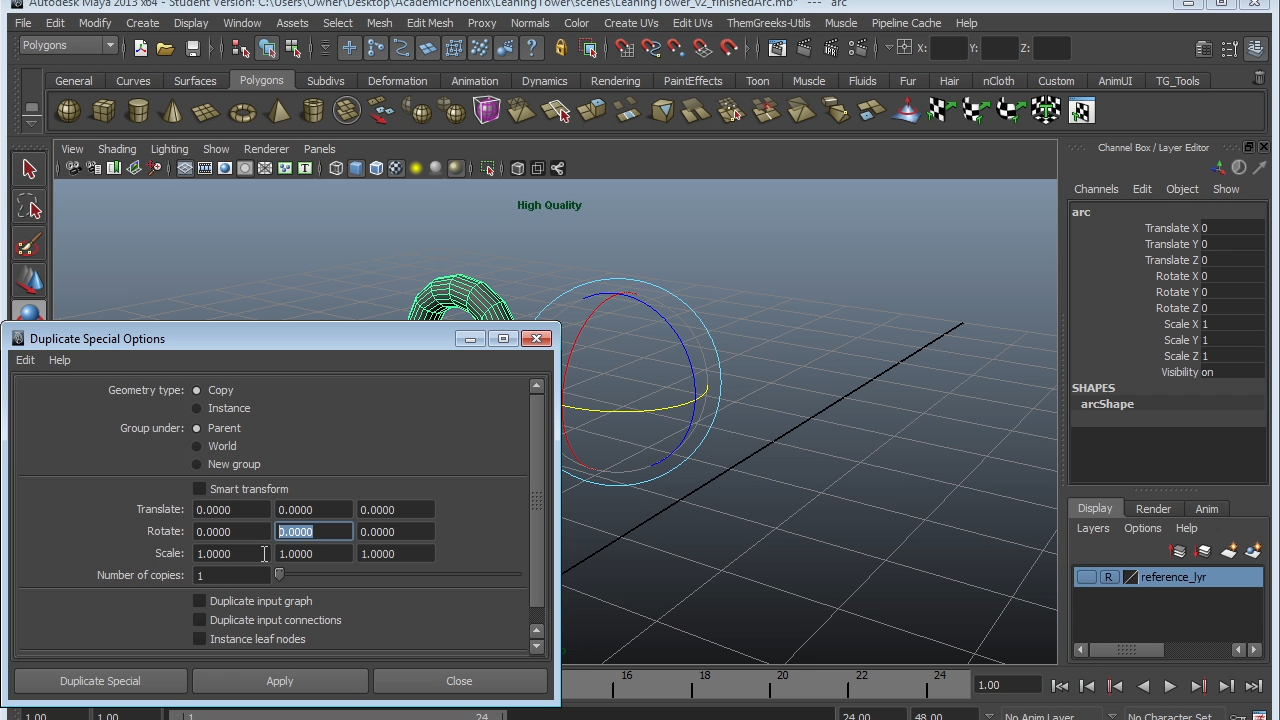 Autodesk Maya 2013 x64 - Student Version: C:\Users\Owner\Desktop\AcademicPhoenix\LeaningTower\scenes\LeaningTower_v2_finishedArc.mb* --- arc
File Edit Modify Create Display Window Assets Select Mesh Edit Mesh Proxy Normals Color Create UVs Edit UVs ThemGreeks-Utils Muscle Pipeline Cache Help
Polygons X: Y: Z:
General Curves Surfaces Polygons Subdivs Deformation Animation Dynamics Rendering PaintEffects Toon Muscle Fluids Fur Hair nCloth Custom AnimUI TG_Tools
View Shading Lighting Show Renderer Panels
High Quality
Channel Box / Layer Editor
Channels Edit Object Show
arc
Translate X 0
Translate Y 0
Translate Z 0
Rotate X 0
Rotate Y 0
Rotate Z 0
Scale X 1
Scale Y 1
Scale Z 1
Visibility on
SHAPES
arcShape
Display Render Anim
Layers Options Help
R reference_lyr
Duplicate Special Options
Edit Help
Geometry type: Copy
Instance
Group under: Parent
World
New group
Smart transform
Translate: 0.0000 0.0000 0.0000
Rotate: 0.0000 0.0000 0.0000
Scale: 1.0000 1.0000 1.0000
Number of copies: 1
Duplicate input graph
Duplicate input connections
Instance leaf nodes
Duplicate Special Apply Close
16 18 20 22 24 1.00
1.00 1.00 1 24 24.00 48.00 No Anim Layer No Character Set